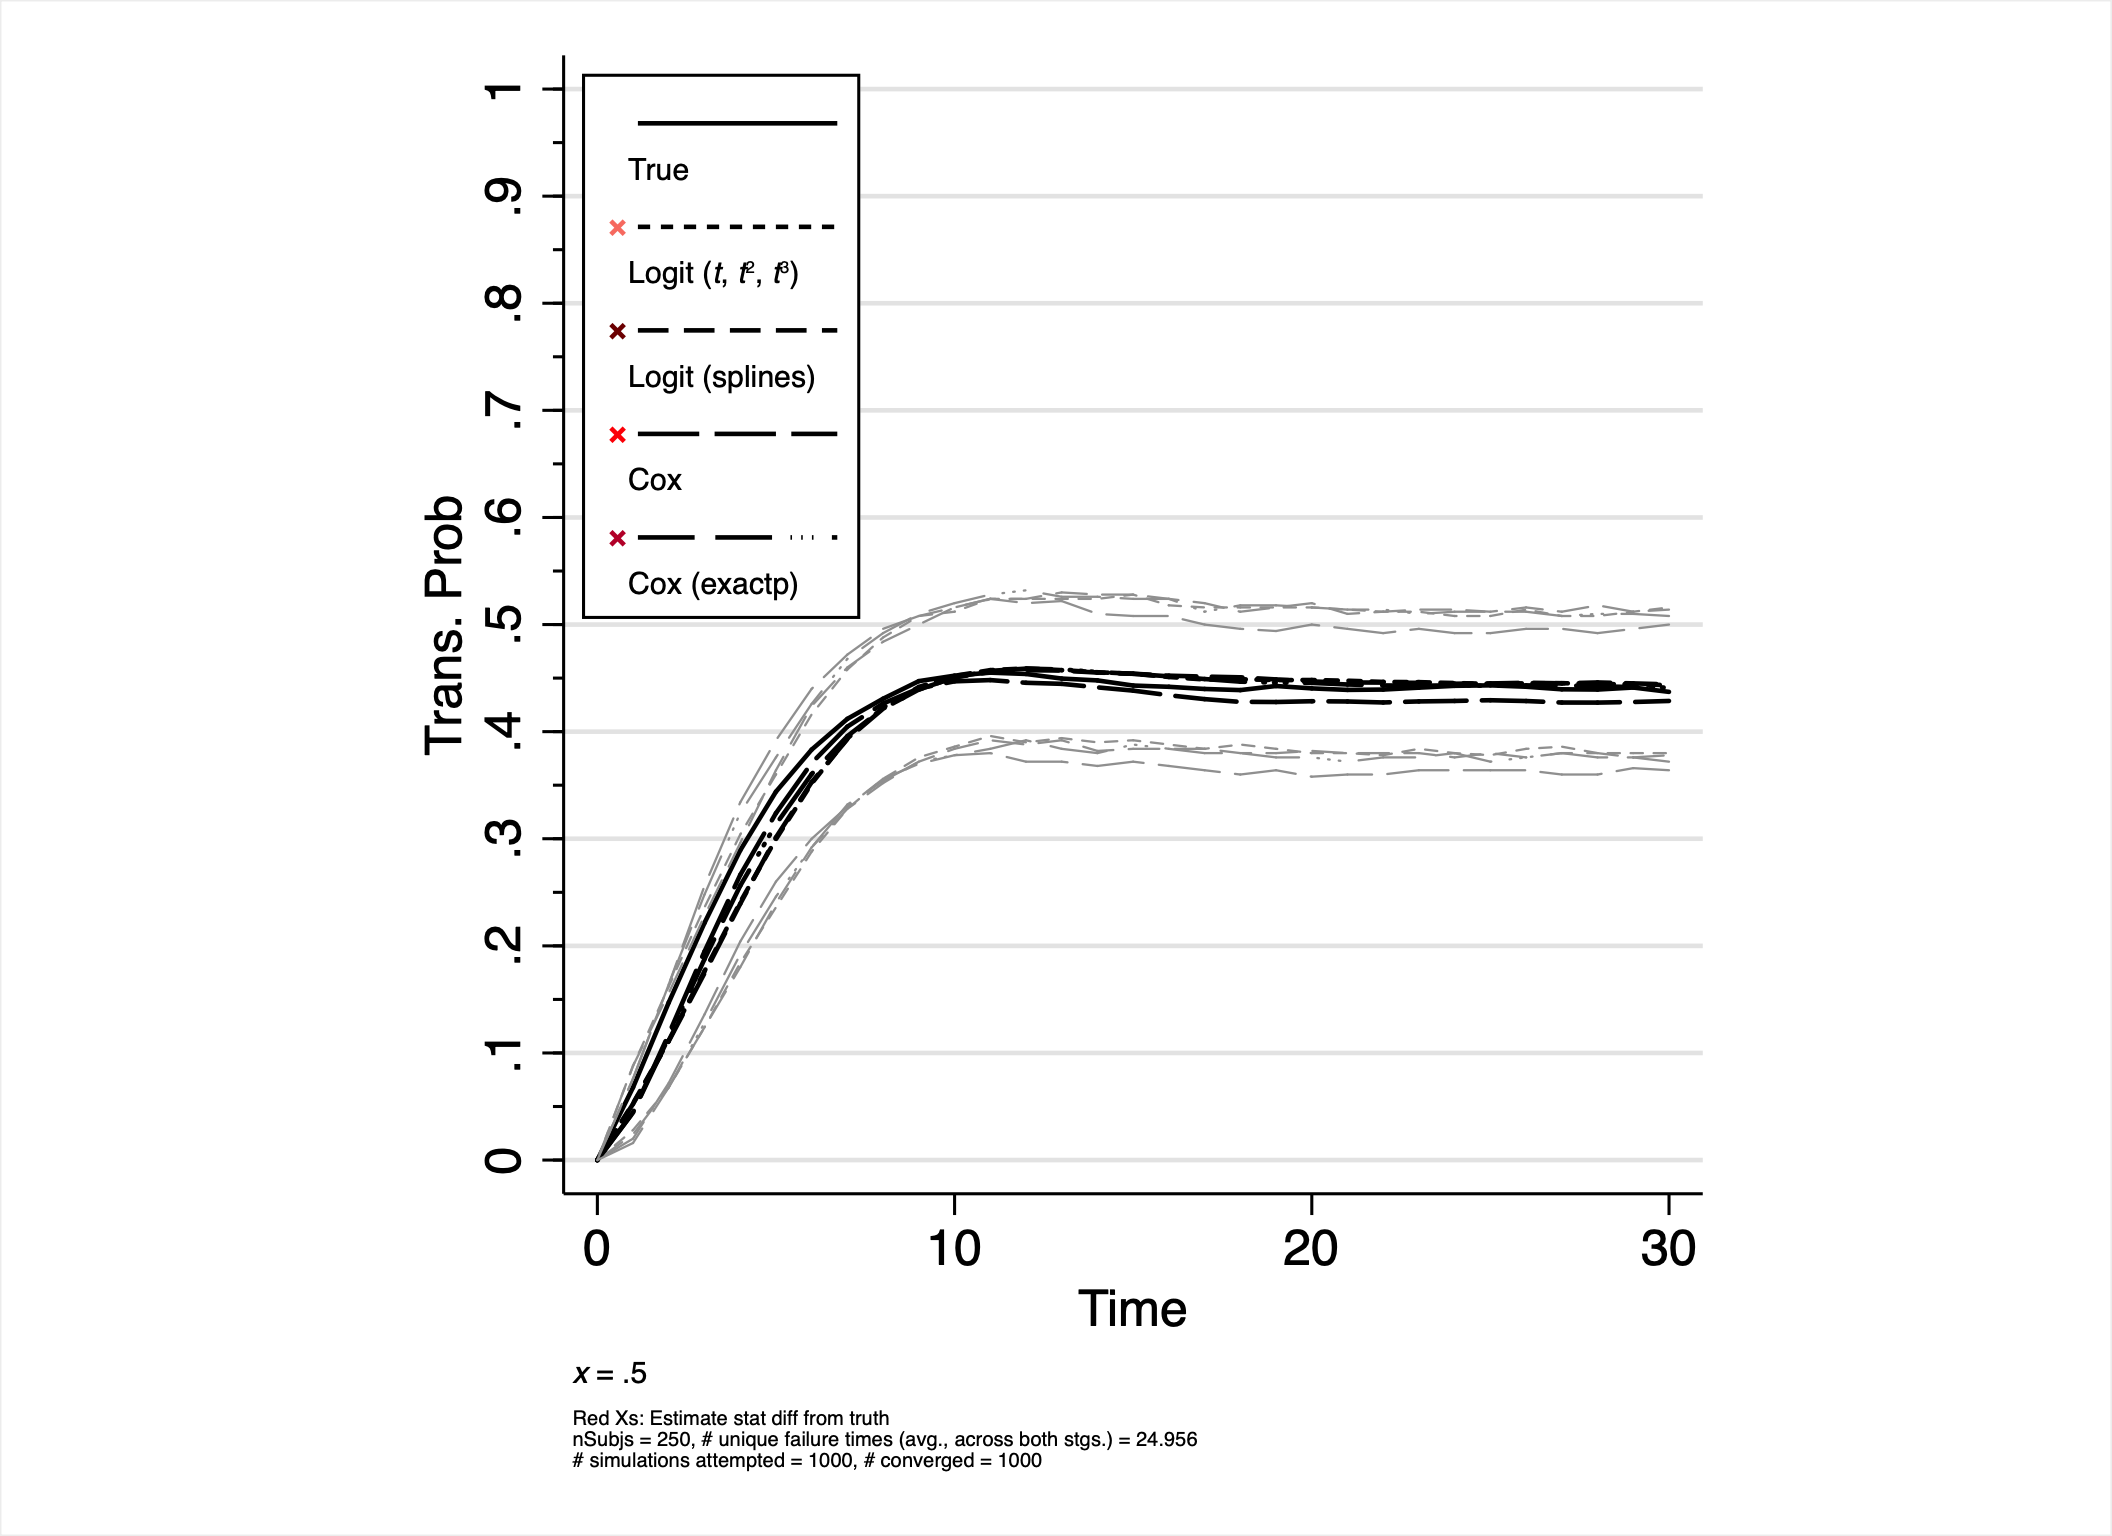 1
.9
.8
.7
.6
.5
.4
.3
.2
.1
0
Trans. Prob
True
Logit (t, t², t³)
Logit (splines)
Cox
Cox (exactp)
0 10 20 30
Time
x = .5
Red Xs: Estimate stat diff from truth
nSubjs = 250, # unique failure times (avg., across both stgs.) = 24.956
# simulations attempted = 1000, # converged = 1000